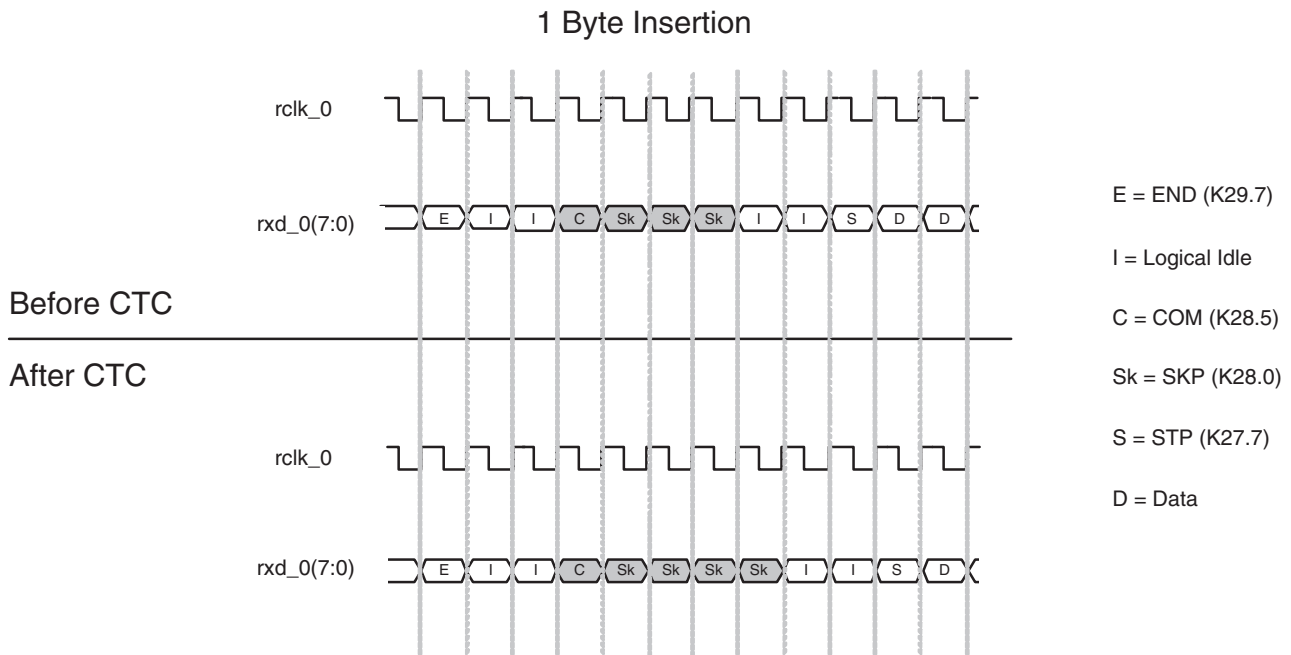 1 Byte Insertion
rclk_0
rxd_0(7:0) E I I C Sk Sk Sk I I S D D
Before CTC
After CTC
rclk_0
rxd_0(7:0) E I I C Sk Sk Sk Sk I I S D
E = END (K29.7)
I = Logical Idle
C = COM (K28.5)
Sk = SKP (K28.0)
S = STP (K27.7)
D = Data